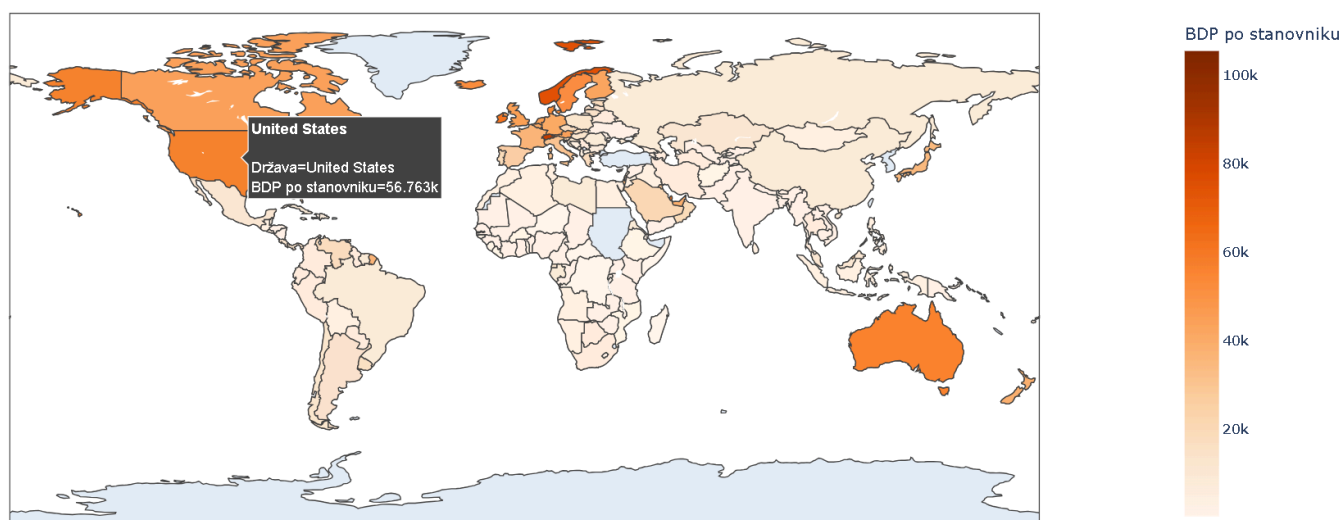 United States
Država=United States
BDP po stanovniku=56.763k
BDP po stanovniku
100k
80k
60k
40k
20k